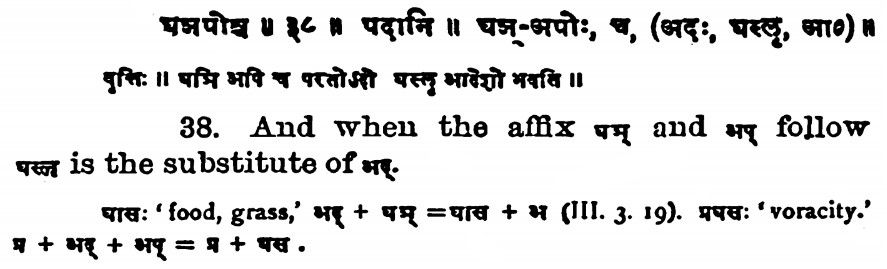 घञपोश्च ॥ ३८ ॥ पदानि ॥ घञ्-अपोः, च, (अदः, घस्लृ, आ०) ॥
वृत्तिः ॥ घञि अपि च परतोऽदो घस्लृ आदेशो भवति ॥
38. And when the affix घञ् and अप् follow
घस्लृ is the substitute of अद्.
घासः 'food, grass,' अद् + घञ् = घास + अ (III. 3. 19). प्रघसः 'voracity.'
प्र + अद् + अप् = प्र + घस .